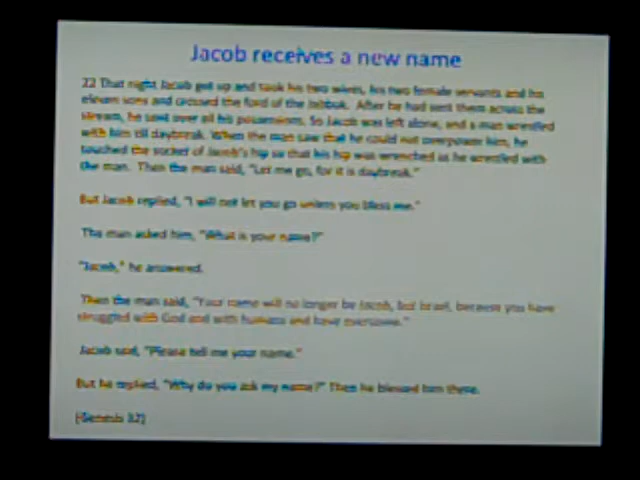 Jacob receives a new name
22 That night Jacob got up and took his two wives, his two female servants and his
eleven sons and crossed the ford of the Jabbok. After he had sent them across the
stream, he sent over all his possessions. So Jacob was left alone, and a man wrestled
with him till daybreak. When the man saw that he could not overpower him, he
touched the socket of Jacob's hip so that his hip was wrenched as he wrestled with
the man. Then the man said, "Let me go, for it is daybreak."
But Jacob replied, "I will not let you go unless you bless me."
The man asked him, "What is your name?"
"Jacob," he answered.
Then the man said, "Your name will no longer be Jacob, but Israel, because you have
struggled with God and with humans and have overcome."
Jacob said, "Please tell me your name."
But he replied, "Why do you ask my name?" Then he blessed him there.
(Genesis 32)